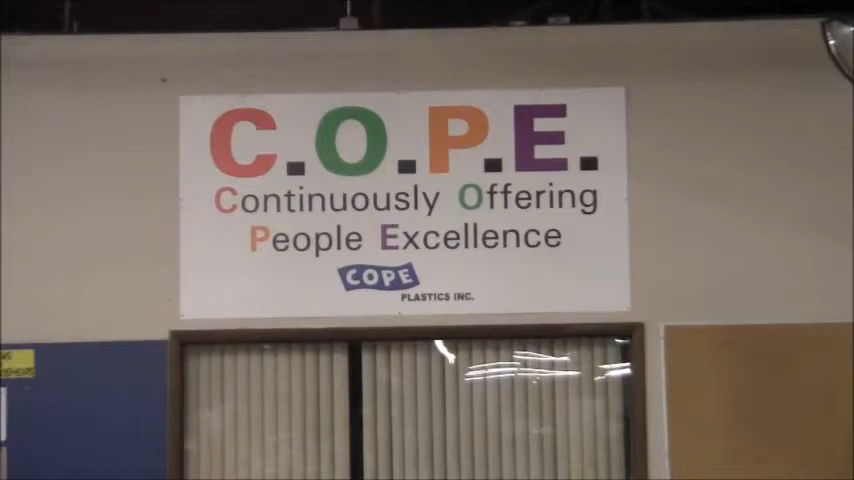 C.O.P.E.
Continuously Offering
People Excellence
COPE
PLASTICS INC.